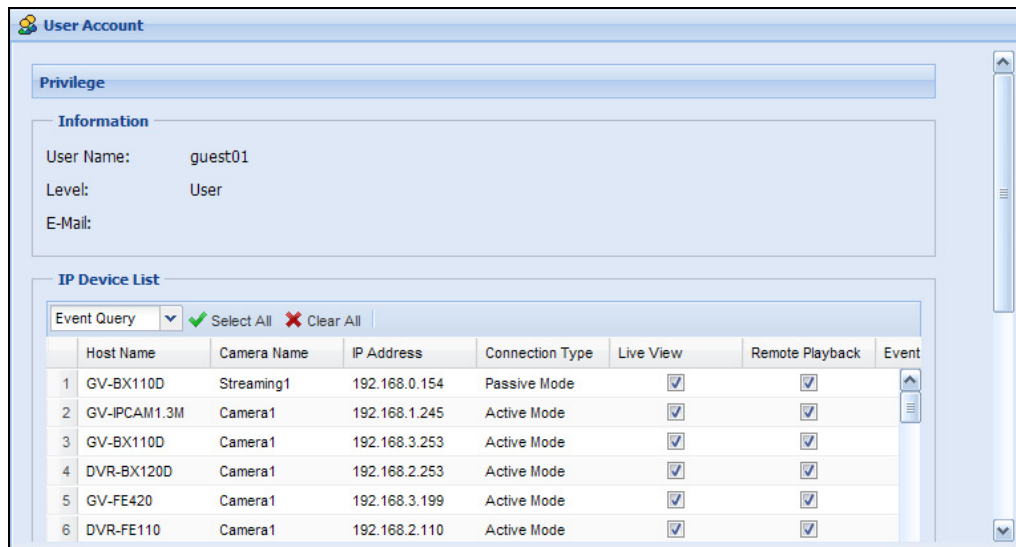 User Account
Privilege
Information
User Name: guest01
Level: User
E-Mail:
IP Device List
Event Query Select All Clear All
Host Name Camera Name IP Address Connection Type Live View Remote Playback Event
1 GV-BX110D Streaming1 192.168.0.154 Passive Mode
2 GV-IPCAM1.3M Camera1 192.168.1.245 Active Mode
3 GV-BX110D Camera1 192.168.3.253 Active Mode
4 DVR-BX120D Camera1 192.168.2.253 Active Mode
5 GV-FE420 Camera1 192.168.3.199 Active Mode
6 DVR-FE110 Camera1 192.168.2.110 Active Mode